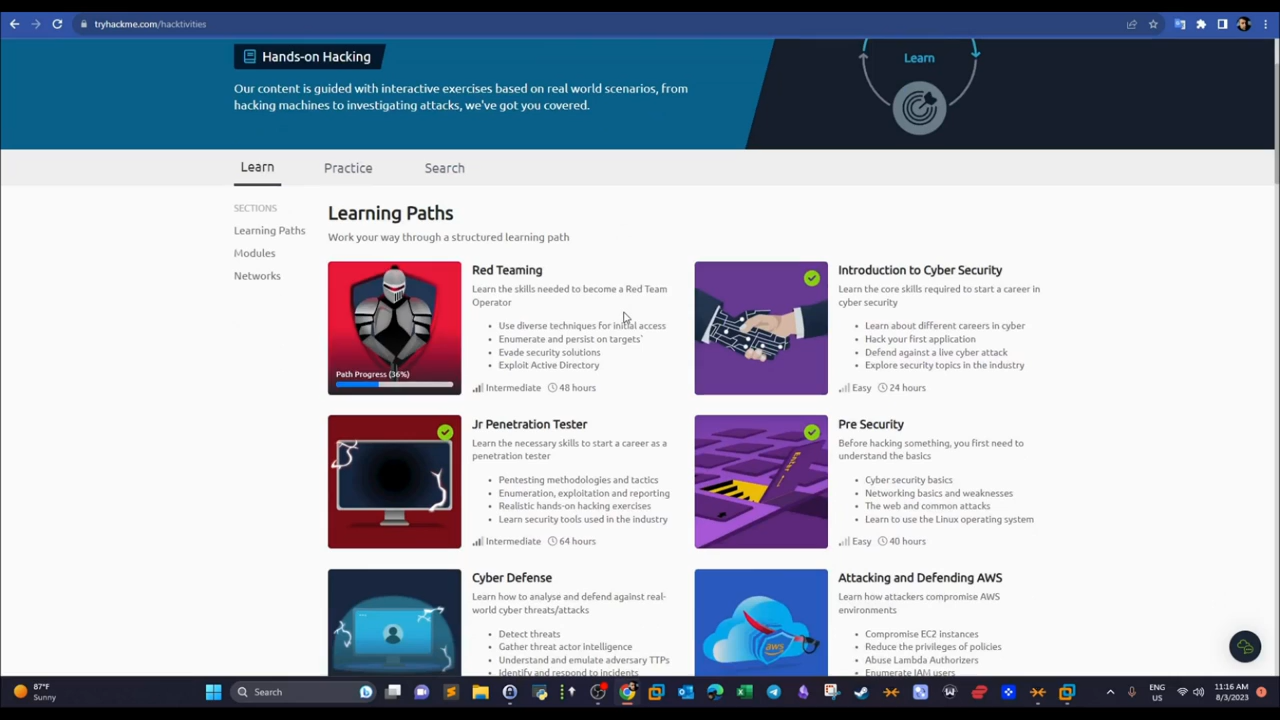 tryhackme.com/hacktivities
Hands-on Hacking
Our content is guided with interactive exercises based on real world scenarios, from
hacking machines to investigating attacks, we've got you covered.
Learn
Learn
Practice
Search
SECTIONS
Learning Paths
Modules
Networks
Learning Paths
Work your way through a structured learning path
Path Progress (36%)
Red Teaming
Learn the skills needed to become a Red Team
Operator
Use diverse techniques for initial access
Enumerate and persist on targets`
Evade security solutions
Exploit Active Directory
Intermediate 48 hours
Introduction to Cyber Security
Learn the core skills required to start a career in
cyber security
Learn about different careers in cyber
Hack your first application
Defend against a live cyber attack
Explore security topics in the industry
Easy 24 hours
Jr Penetration Tester
Learn the necessary skills to start a career as a
penetration tester
Pentesting methodologies and tactics
Enumeration, exploitation and reporting
Realistic hands-on hacking exercises
Learn security tools used in the industry
Intermediate 64 hours
Pre Security
Before hacking something, you first need to
understand the basics
Cyber security basics
Networking basics and weaknesses
The web and common attacks
Learn to use the Linux operating system
Easy 40 hours
Cyber Defense
Learn how to analyse and defend against real-
world cyber threats/attacks
Detect threats
Gather threat actor intelligence
Understand and emulate adversary TTPs
Identify and respond to incidents
aws
Attacking and Defending AWS
Learn how attackers compromise AWS
environments
Compromise EC2 instances
Reduce the privileges of policies
Abuse Lambda Authorizers
Enumerate IAM users
87°F
Sunny
Search
ENG
US
11:16 AM
8/3/2023